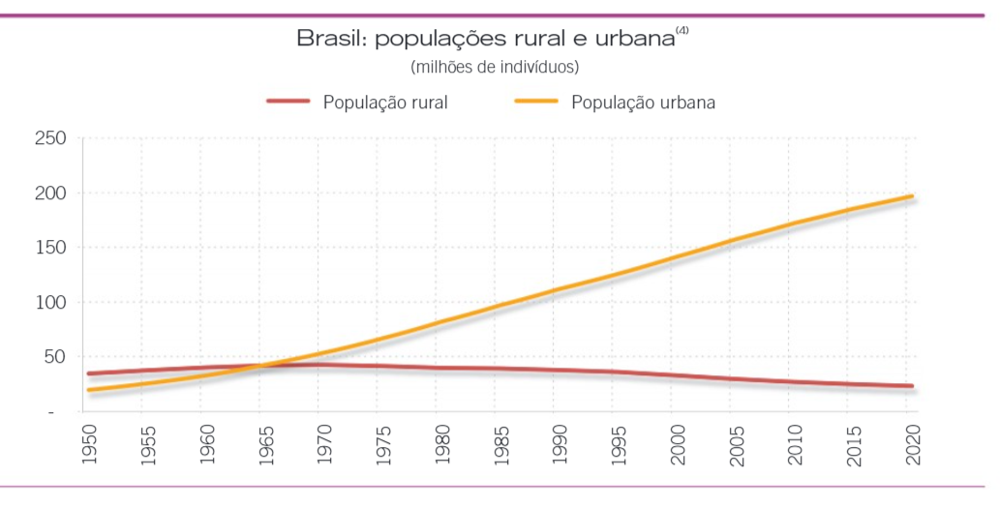 Brasil: populações rural e urbana(4)
(milhões de indivíduos)
População rural População urbana
250
200
150
100
50
-
1950 1955 1960 1965 1970 1975 1980 1985 1990 1995 2000 2005 2010 2015 2020